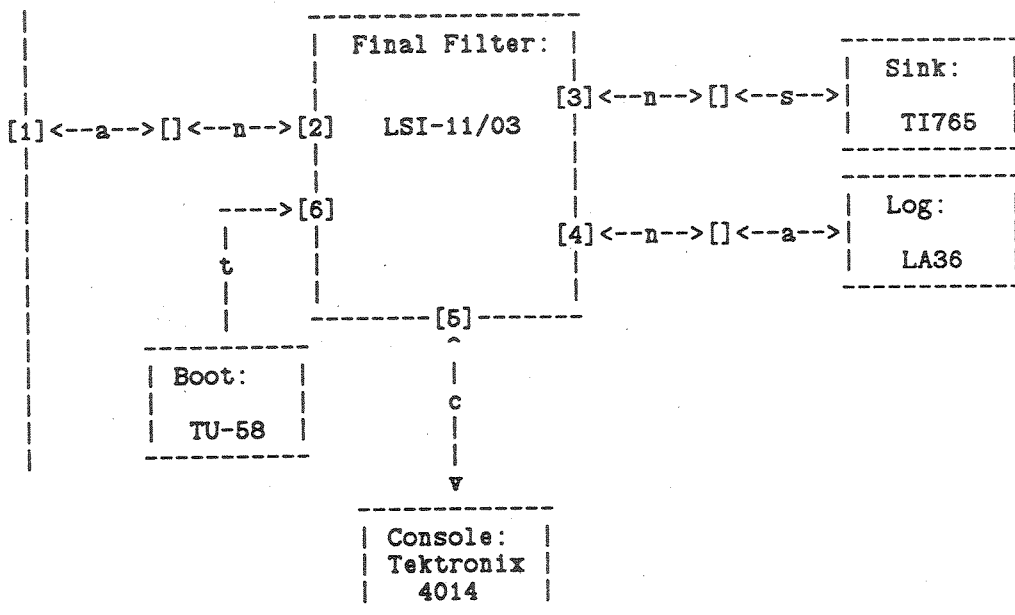 Final Filter:
Sink:
[3]<--n-->[]<--s-->
[1]<--a-->[]<--n-->[2]
LSI-11/03
TI765
---->[6]
Log:
[4]<--n-->[]<--a-->
t
LA36
[5]
Boot:
c
TU-58
Console:
Tektronix
4014